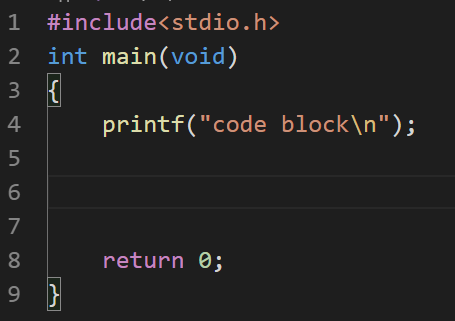 1 #include<stdio.h>
2 int main(void)
3 {
4     printf("code block\n");
5
6
7
8     return 0;
9 }